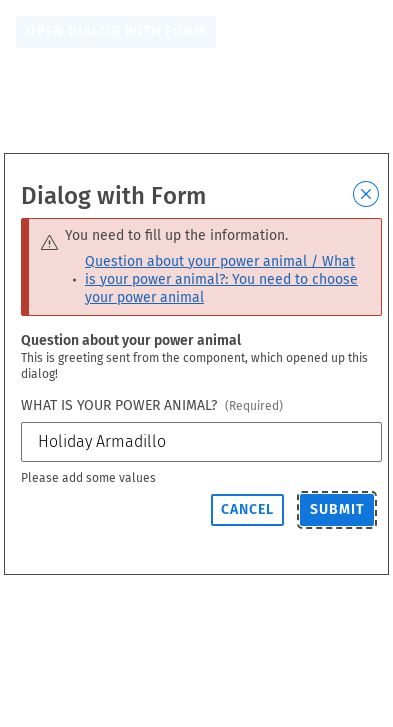 OPEN DIALOG WITH FORM
Dialog with Form
You need to fill up the information.
Question about your power animal / What
• is your power animal?: You need to choose
your power animal
Question about your power animal
This is greeting sent from the component, which opened up this
dialog!
WHAT IS YOUR POWER ANIMAL? (Required)
Holiday Armadillo
Please add some values
CANCEL SUBMIT